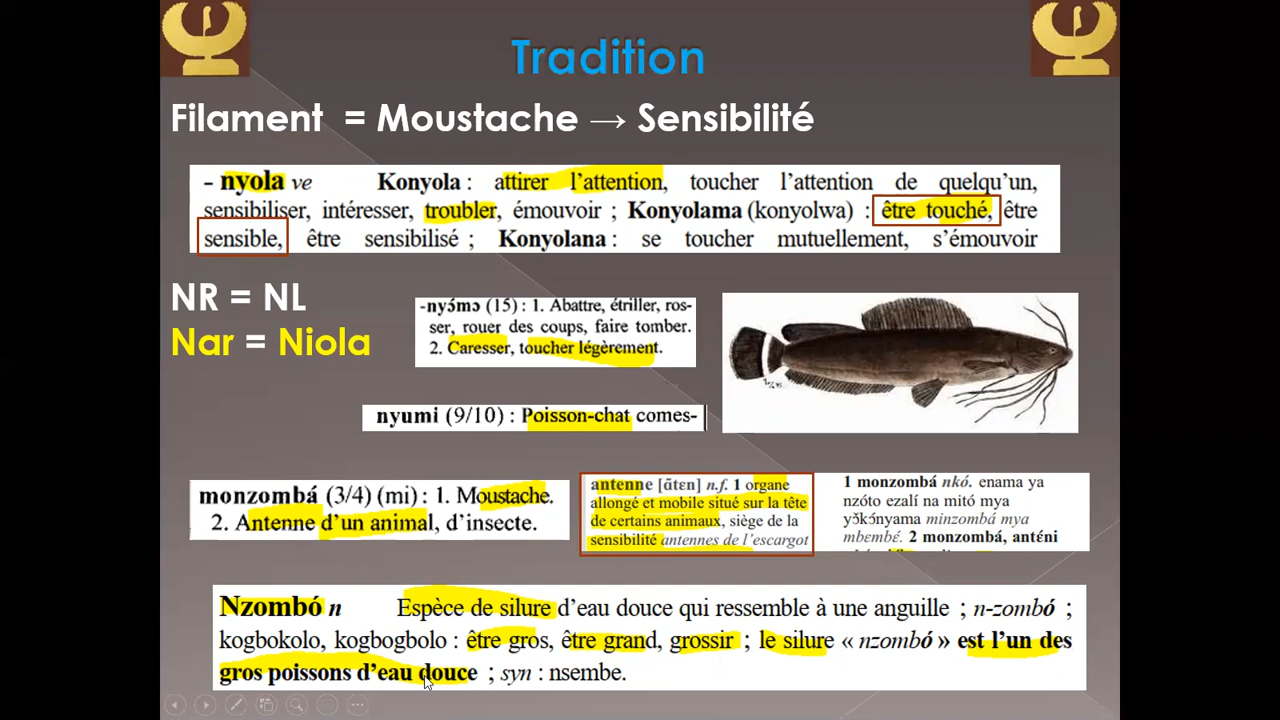 Tradition
Filament = Moustache → Sensibilité
- nyola ve Konyola : attirer l'attention, toucher l'attention de quelqu'un,
sensibiliser, intéresser, troubler, émouvoir ; Konyolama (konyolwa) : être touché, être
sensible, être sensibilisé ; Konyolana : se toucher mutuellement, s'émouvoir
NR = NL
Nar = Niola
-nyɔ́mɔ (15) : 1. Abattre, étriller, ros-
ser, rouer des coups, faire tomber.
2. Caresser, toucher légèrement.
nyumi (9/10) : Poisson-chat comes-
monzombá (3/4) (mi) : 1. Moustache.
2. Antenne d'un animal, d'insecte.
antenne [ɑ̃tɛn] n.f. 1 organe
allongé et mobile situé sur la tête
de certains animaux, siège de la
sensibilité antennes de l'escargot
1 monzombá nkó. enama ya
nzóto ezalí na mitó mya
yɔ̌kɔ́nyama minzombá mya
mbembé. 2 monzombá, anténi
Nzombó n Espèce de silure d'eau douce qui ressemble à une anguille ; n-zombó ;
kogbokolo, kogbogbolo : être gros, être grand, grossir ; le silure « nzombó » est l'un des
gros poissons d'eau douce ; syn : nsembe.